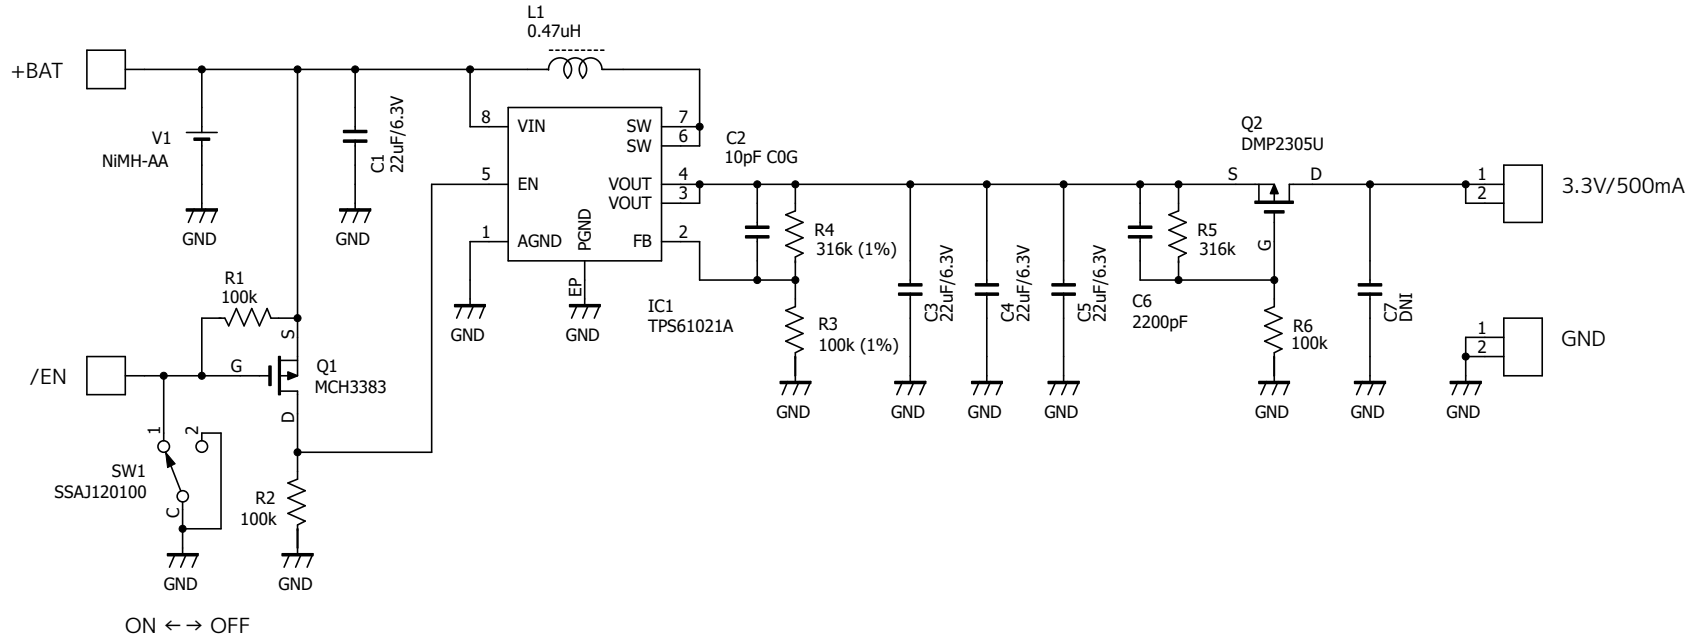 L1
0.47uH
+BAT
V1
NiMH-AA
GND
C1
22uF/6.3V
GND
8
VIN
SW
7
SW
6
5
EN
VOUT
4
VOUT
3
1
AGND
PGND
FB
2
EP
GND
GND
IC1
TPS61021A
C2
10pF C0G
R4
316k (1%)
R3
100k (1%)
GND
C3
22uF/6.3V
GND
C4
22uF/6.3V
GND
C5
22uF/6.3V
GND
C6
2200pF
R5
316k
Q2
DMP2305U
S
D
G
R6
100k
GND
C7
DNI
GND
1
2
3.3V/500mA
1
2
GND
GND
R1
100k
S
/EN
G
Q1
MCH3383
D
1
2
SW1
SSAJ120100
C
GND
R2
100k
GND
ON ←→ OFF